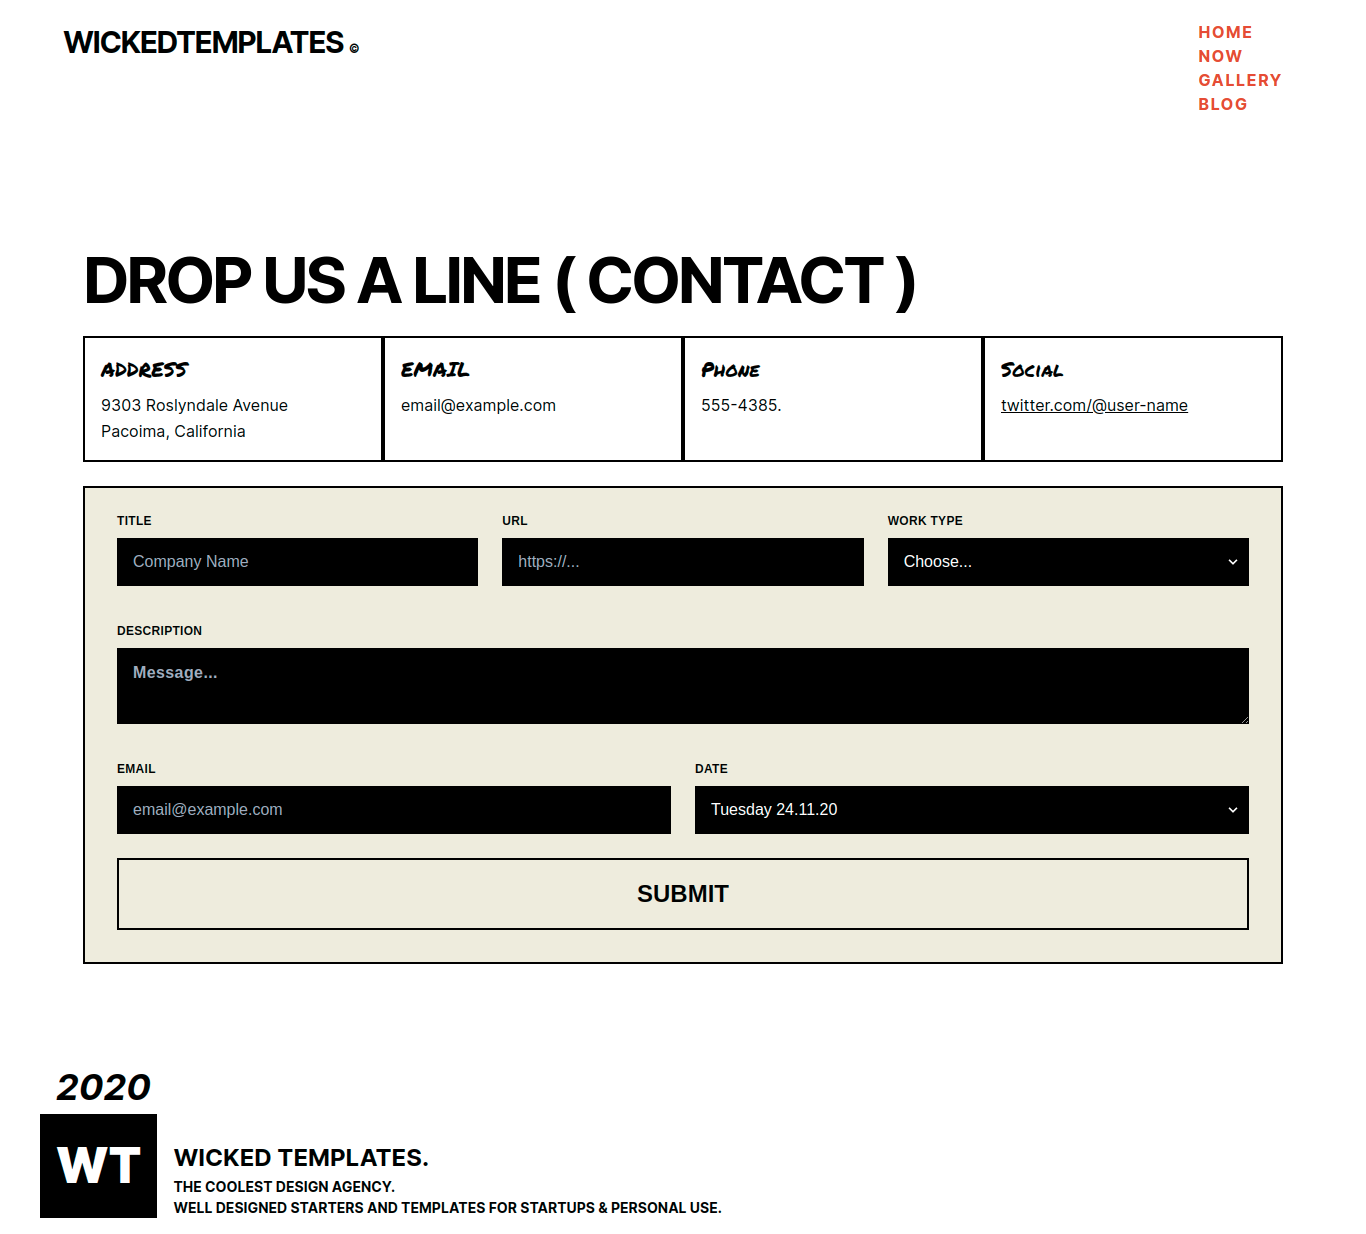 WICKEDTEMPLATES ©
HOME
NOW
GALLERY
BLOG
DROP US A LINE ( CONTACT )
ADDRESS
9303 Roslyndale Avenue
Pacoima, California
EMAIL
email@example.com
Phone
555-4385.
Social
twitter.com/@user-name
TITLE
Company Name
URL
https://...
WORK TYPE
Choose...
DESCRIPTION
Message...
EMAIL
email@example.com
DATE
Tuesday 24.11.20
SUBMIT
2020
WT
WICKED TEMPLATES.
THE COOLEST DESIGN AGENCY.
WELL DESIGNED STARTERS AND TEMPLATES FOR STARTUPS & PERSONAL USE.